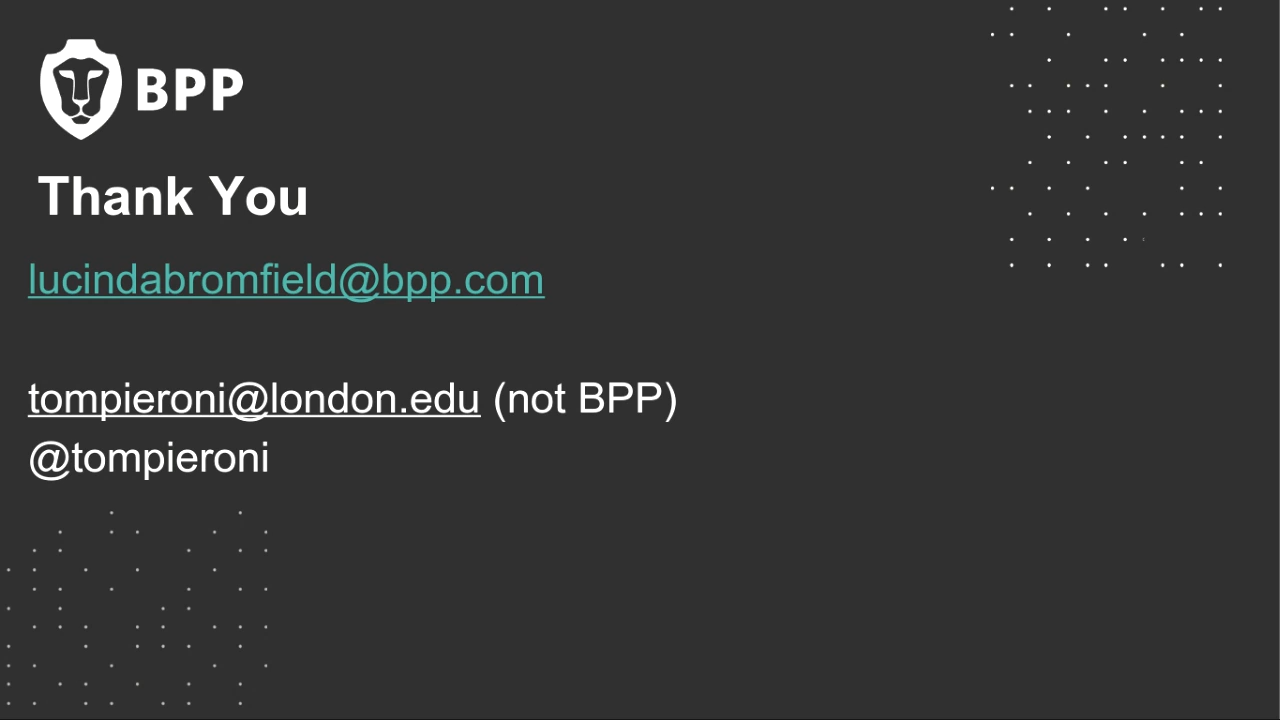 BPP
Thank You
lucindabromfield@bpp.com
tompieroni@london.edu (not BPP)
@tompieroni